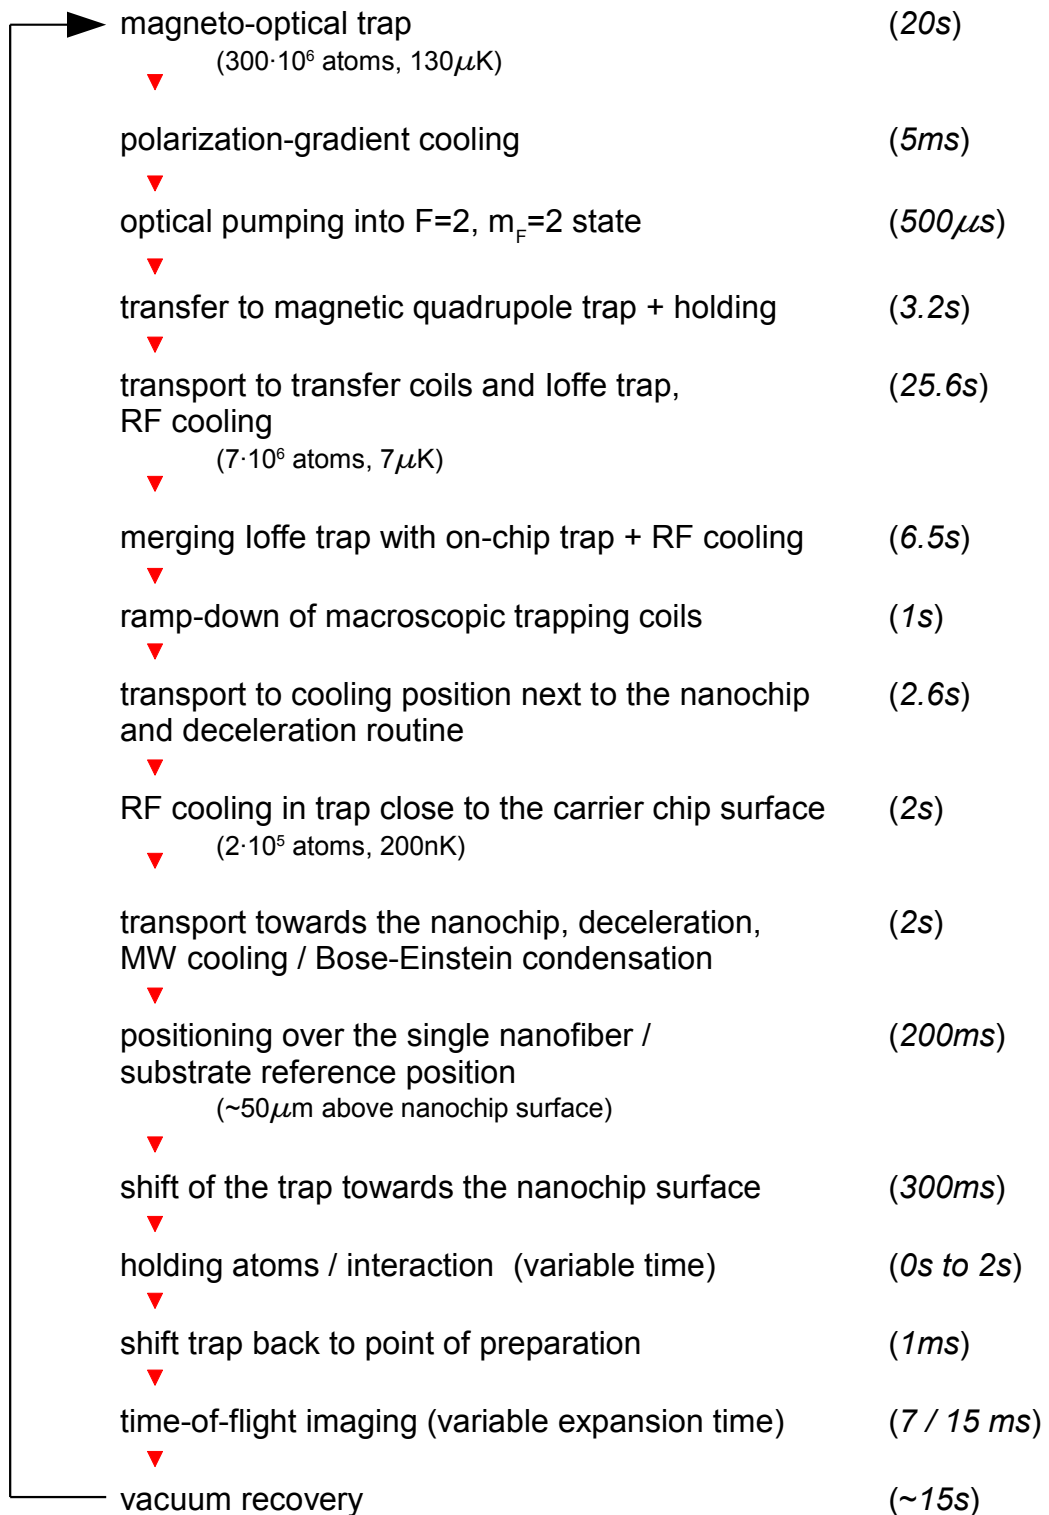 magneto-optical trap (20s)
(300·10⁶ atoms, 130μK)
polarization-gradient cooling (5ms)
optical pumping into F=2, m_F=2 state (500μs)
transfer to magnetic quadrupole trap + holding (3.2s)
transport to transfer coils and Ioffe trap, (25.6s)
RF cooling
(7·10⁶ atoms, 7μK)
merging Ioffe trap with on-chip trap + RF cooling (6.5s)
ramp-down of macroscopic trapping coils (1s)
transport to cooling position next to the nanochip (2.6s)
and deceleration routine
RF cooling in trap close to the carrier chip surface (2s)
(2·10⁵ atoms, 200nK)
transport towards the nanochip, deceleration, (2s)
MW cooling / Bose-Einstein condensation
positioning over the single nanofiber / (200ms)
substrate reference position
(~50μm above nanochip surface)
shift of the trap towards the nanochip surface (300ms)
holding atoms / interaction (variable time) (0s to 2s)
shift trap back to point of preparation (1ms)
time-of-flight imaging (variable expansion time) (7 / 15 ms)
vacuum recovery (~15s)